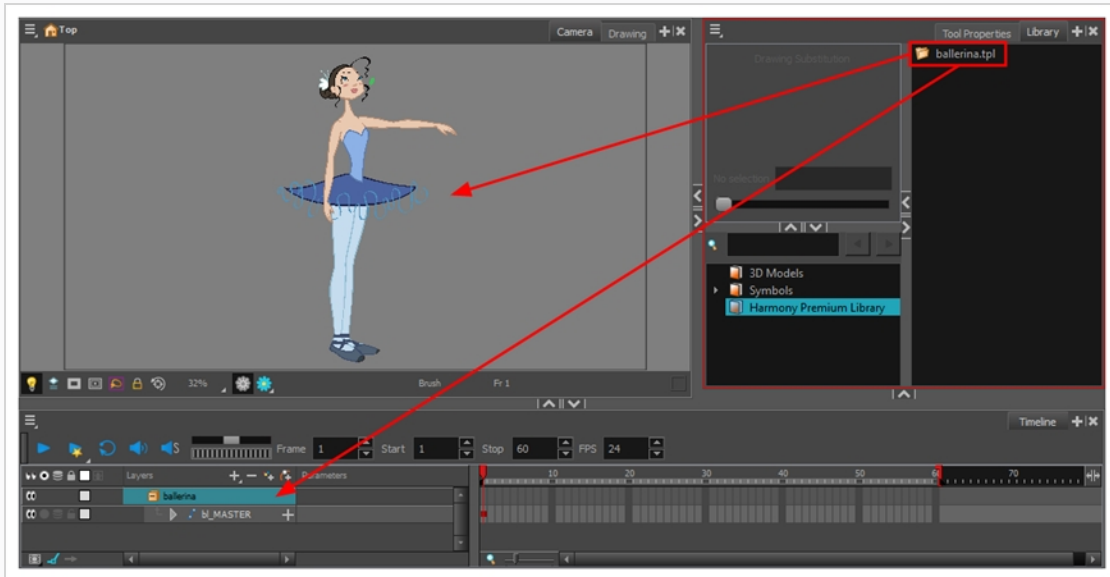 Top
Camera
Drawing
Tool Properties
Library
Drawing Substitution
ballerina.tpl
No selection
3D Models
Symbols
Harmony Premium Library
32%
Brush
Fr 1
Timeline
Frame 1 Start 1 Stop 60 FPS 24
Layers
Parameters
10 20 30 40 50 60 70
ballerina
bl_MASTER